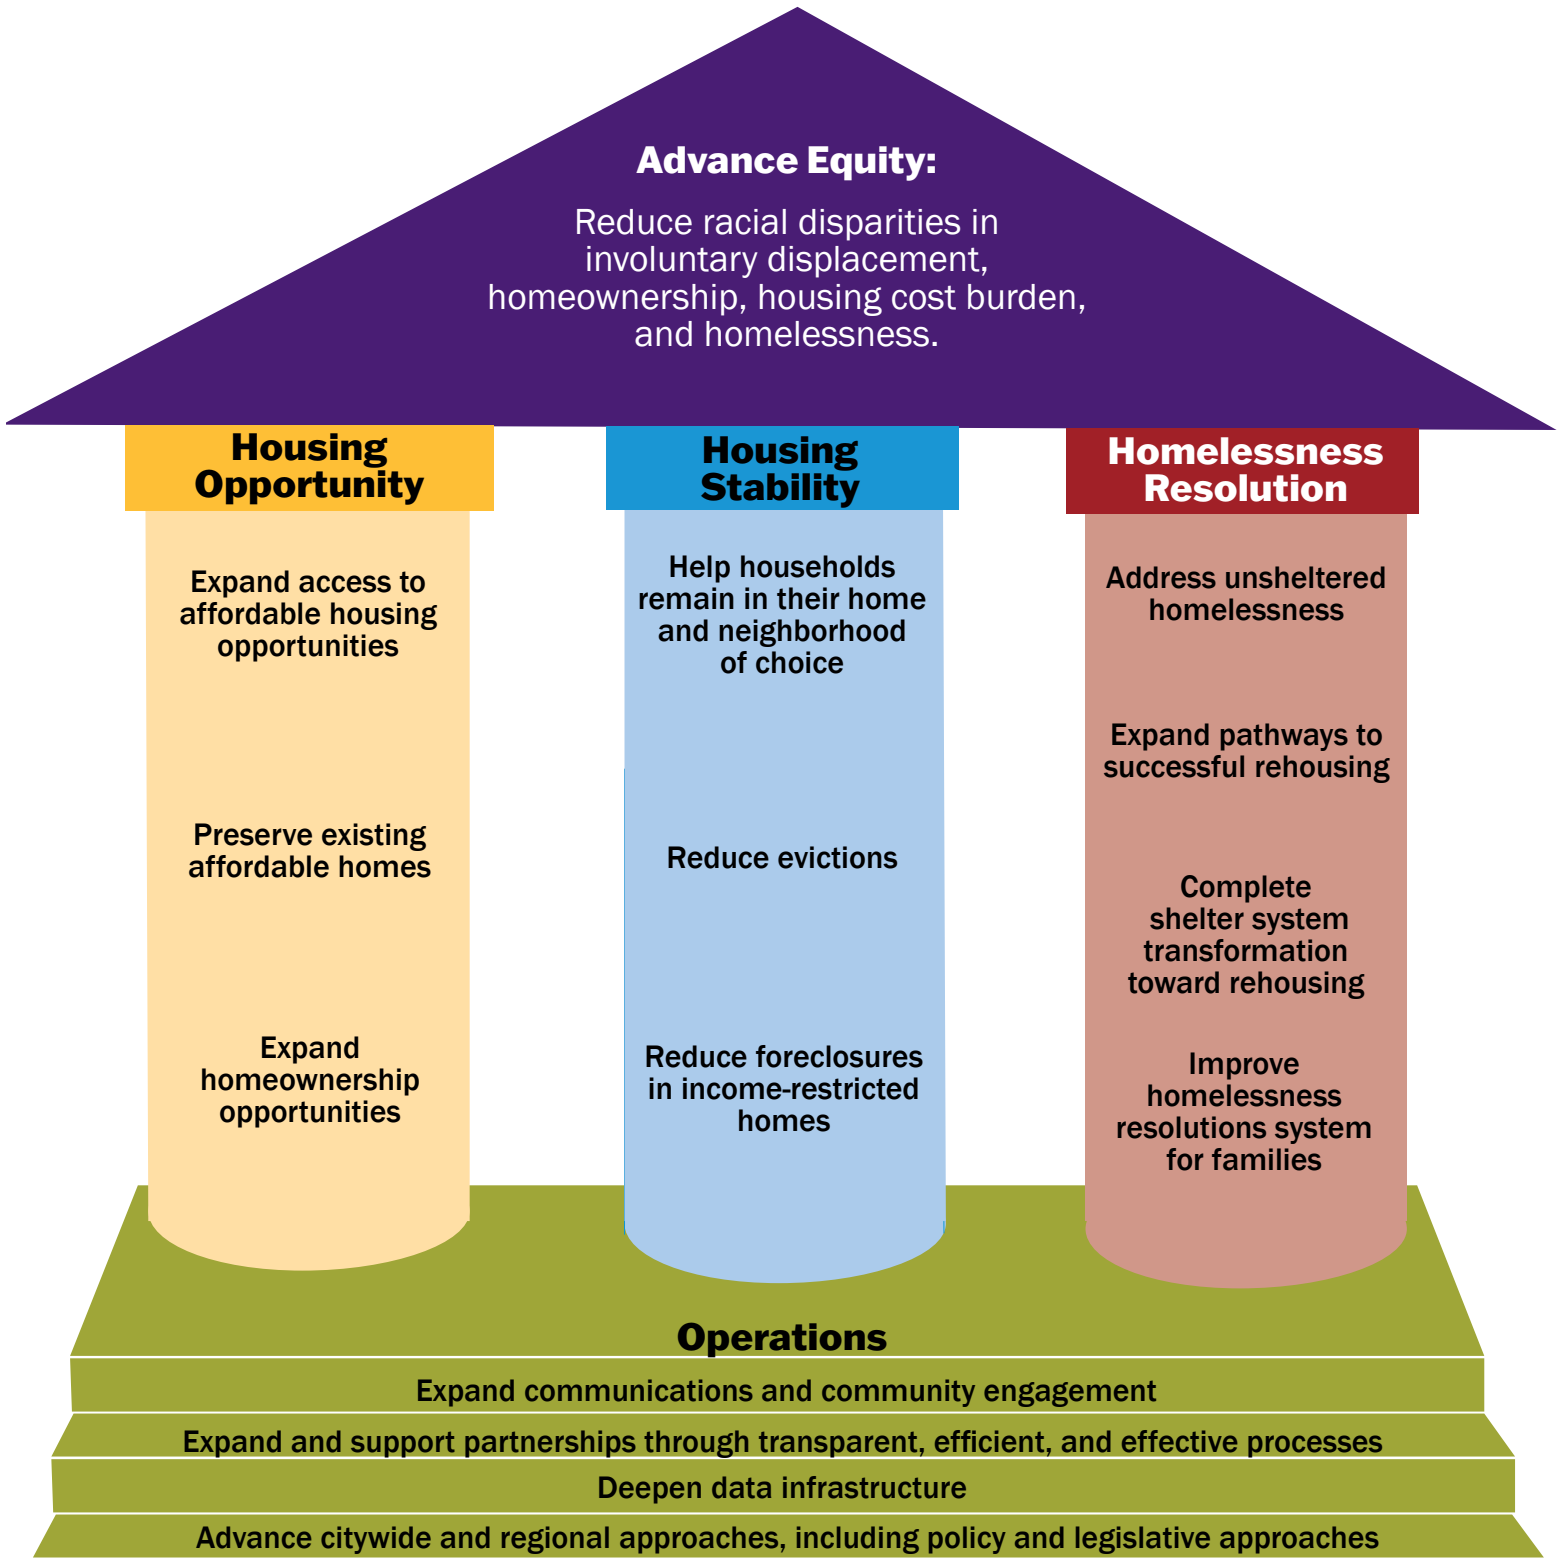 Advance Equity:
Reduce racial disparities in
involuntary displacement,
homeownership, housing cost burden,
and homelessness.
Housing
Opportunity
Expand access to
affordable housing
opportunities
Preserve existing
affordable homes
Expand
homeownership
opportunities
Housing
Stability
Help households
remain in their home
and neighborhood
of choice
Reduce evictions
Reduce foreclosures
in income-restricted
homes
Homelessness
Resolution
Address unsheltered
homelessness
Expand pathways to
successful rehousing
Complete
shelter system
transformation
toward rehousing
Improve
homelessness
resolutions system
for families
Operations
Expand communications and community engagement
Expand and support partnerships through transparent, efficient, and effective processes
Deepen data infrastructure
Advance citywide and regional approaches, including policy and legislative approaches